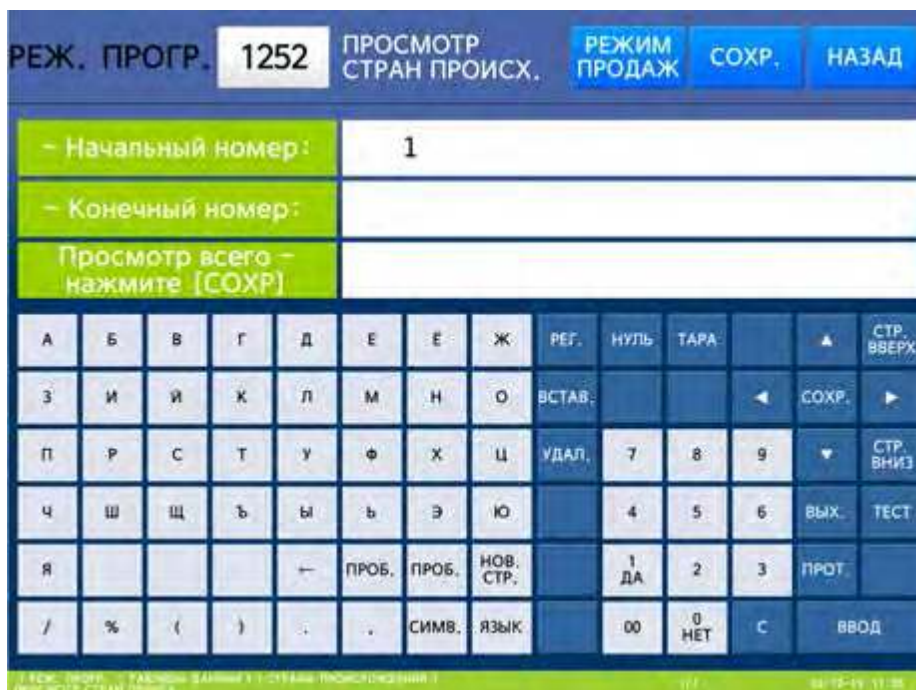 РЕЖ. ПРОГР. 1252 ПРОСМОТР СТРАН ПРОИСХ. РЕЖИМ ПРОДАЖ СОХР. НАЗАД
- Начальный номер: 1
- Конечный номер:
Просмотр всего -
нажмите [СОХР]
А Б В Г Д Е Ё Ж РЕГ. НУЛЬ ТАРА ▲ СТР. ВВЕРХ
З И Й К Л М Н О ВСТАВ. ◀ СОХР. ▶
П Р С Т У Ф Х Ц УДАЛ. 7 8 9 ▼ СТР. ВНИЗ
Ч Ш Щ Ъ Ы Ь Э Ю 4 5 6 ВЫХ. ТЕСТ
Я ← ПРОБ. ПРОБ. НОВ. СТР. 1 ДА 2 3 ПРОТ.
/ % ( ) . , СИМВ. ЯЗЫК 00 0 НЕТ С ВВОД